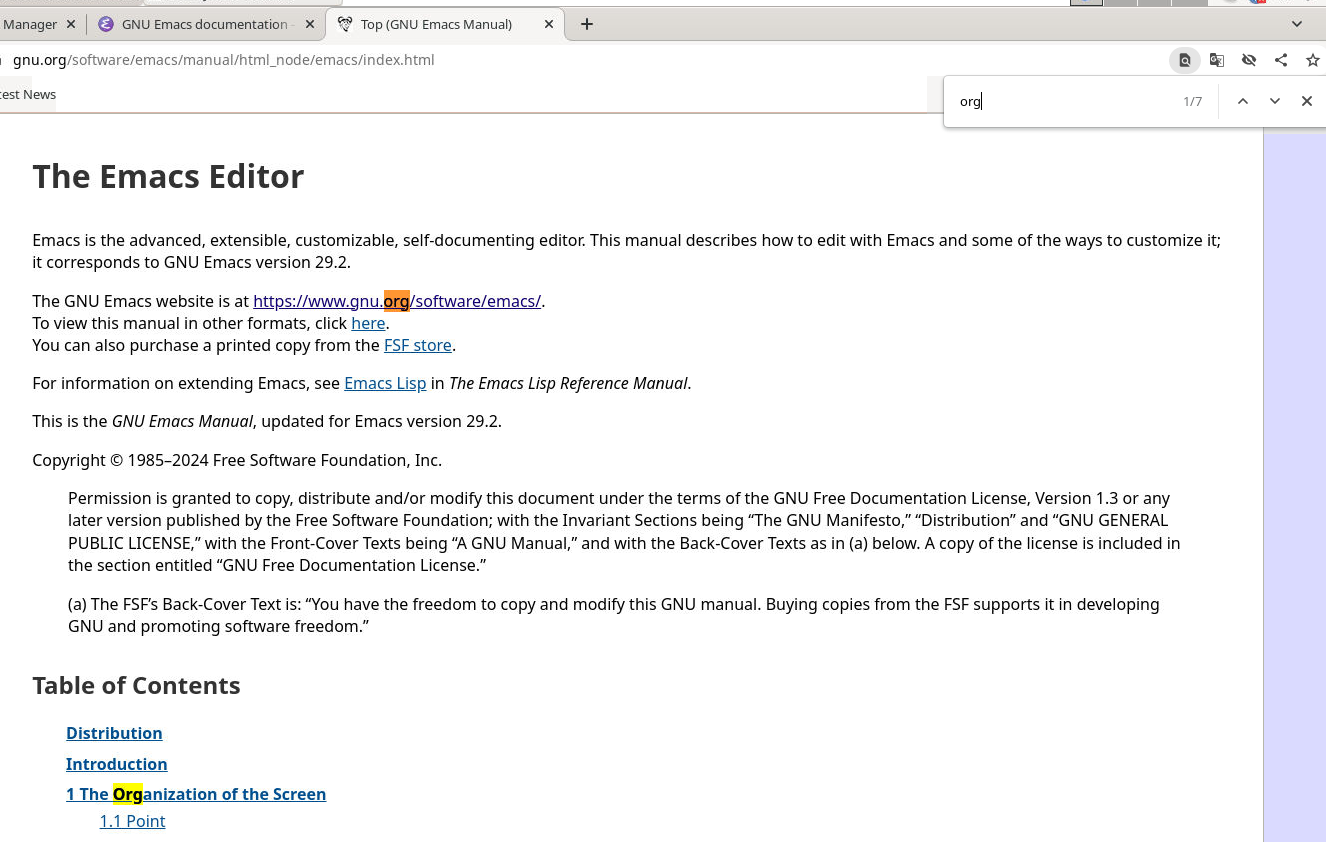 Manager
GNU Emacs documentation -
Top (GNU Emacs Manual)
gnu.org/software/emacs/manual/html_node/emacs/index.html
test News
org
1/7
The Emacs Editor
Emacs is the advanced, extensible, customizable, self-documenting editor. This manual describes how to edit with Emacs and some of the ways to customize it;
it corresponds to GNU Emacs version 29.2.
The GNU Emacs website is at https://www.gnu.org/software/emacs/.
To view this manual in other formats, click here.
You can also purchase a printed copy from the FSF store.
For information on extending Emacs, see Emacs Lisp in The Emacs Lisp Reference Manual.
This is the GNU Emacs Manual, updated for Emacs version 29.2.
Copyright © 1985–2024 Free Software Foundation, Inc.
Permission is granted to copy, distribute and/or modify this document under the terms of the GNU Free Documentation License, Version 1.3 or any
later version published by the Free Software Foundation; with the Invariant Sections being “The GNU Manifesto,” “Distribution” and “GNU GENERAL
PUBLIC LICENSE,” with the Front-Cover Texts being “A GNU Manual,” and with the Back-Cover Texts as in (a) below. A copy of the license is included in
the section entitled “GNU Free Documentation License.”
(a) The FSF’s Back-Cover Text is: “You have the freedom to copy and modify this GNU manual. Buying copies from the FSF supports it in developing
GNU and promoting software freedom.”
Table of Contents
Distribution
Introduction
1 The Organization of the Screen
1.1 Point